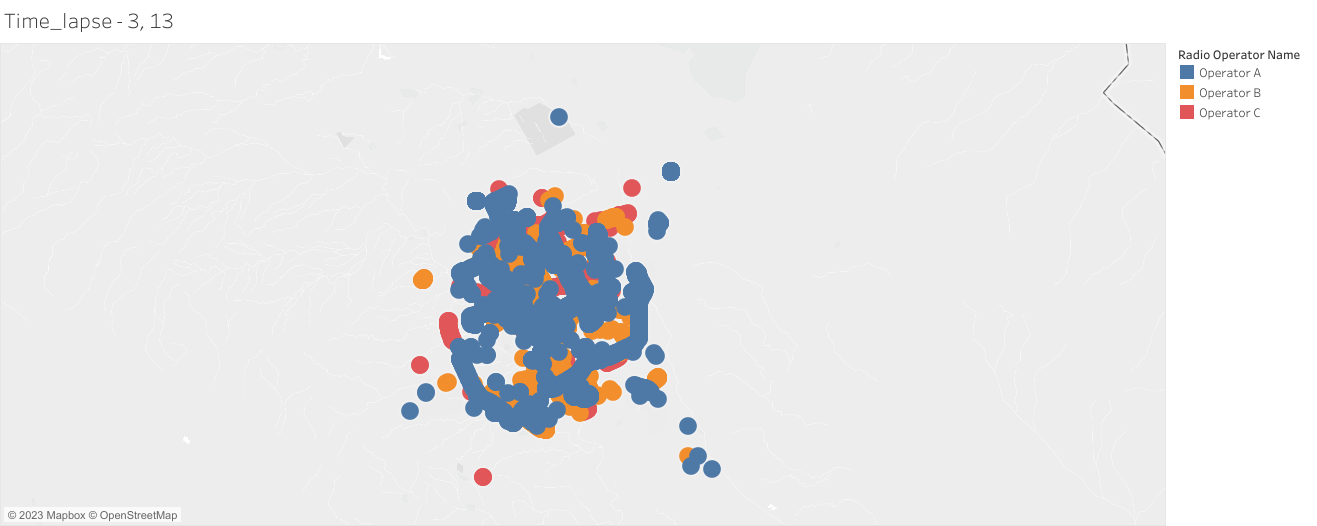 Time_lapse - 3, 13
Radio Operator Name
Operator A
Operator B
Operator C
© 2023 Mapbox © OpenStreetMap